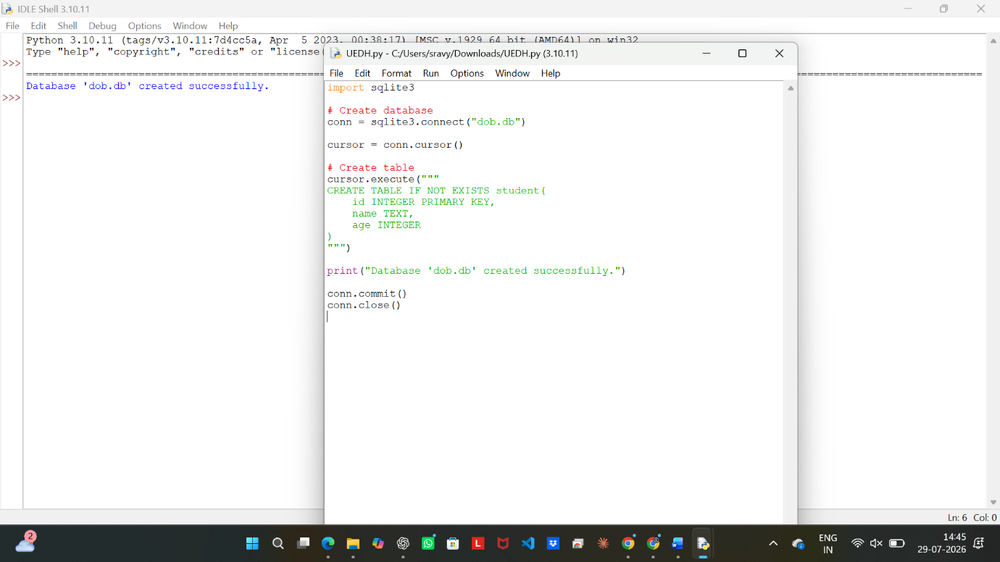 IDLE Shell 3.10.11
File Edit Shell Debug Options Window Help
Python 3.10.11 (tags/v3.10.11:7d4cc5a, Apr 5 2023, 00:38:17) [MSC v.1929 64 bit (AMD64)] on win32
Type "help", "copyright", "credits" or "license(
>>>
Database 'dob.db' created successfully.
>>>
UEDH.py - C:/Users/sravy/Downloads/UEDH.py (3.10.11)
File Edit Format Run Options Window Help
import sqlite3
# Create database
conn = sqlite3.connect("dob.db")
cursor = conn.cursor()
# Create table
cursor.execute("""
CREATE TABLE IF NOT EXISTS student(
    id INTEGER PRIMARY KEY,
    name TEXT,
    age INTEGER
)
""")
print("Database 'dob.db' created successfully.")
conn.commit()
conn.close()
Ln: 6 Col: 0
2
L
ENG
IN
14:45
29-07-2026